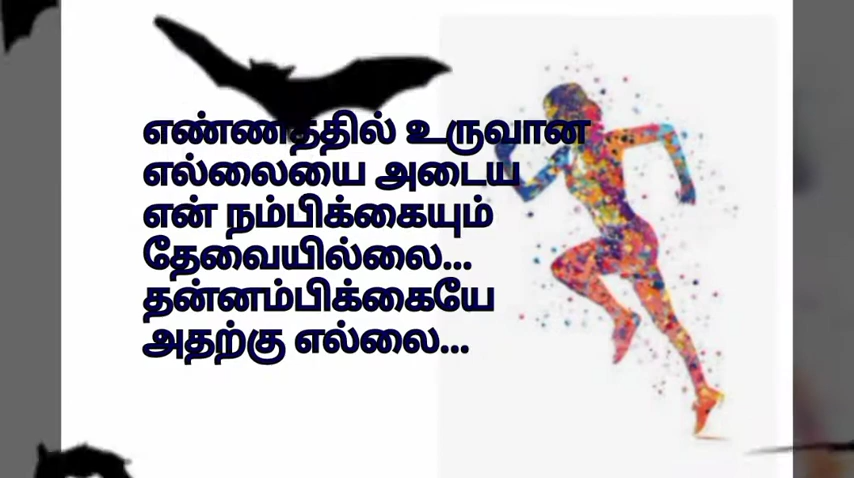 எண்ணத்தில் உருவான
எல்லையை அடைய
என் நம்பிக்கையும்
தேவையில்லை...
தன்னம்பிக்கையே
அதற்கு எல்லை...